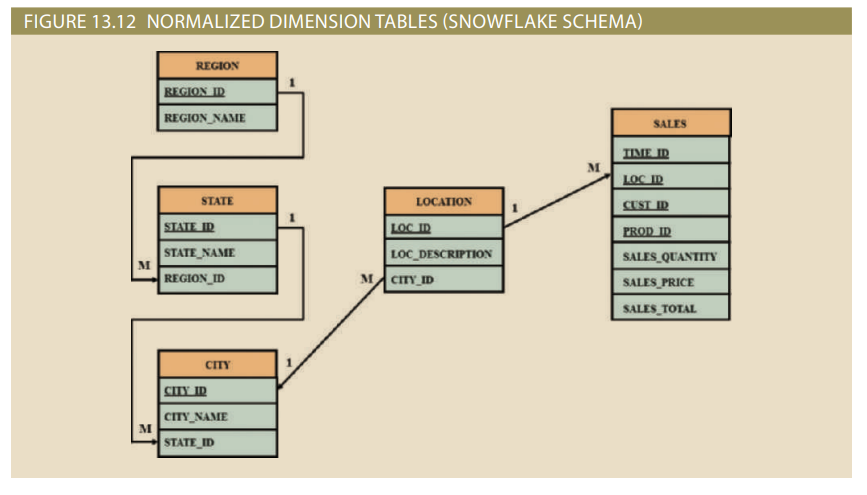 FIGURE 13.12 NORMALIZED DIMENSION TABLES (SNOWFLAKE SCHEMA)
REGION
REGION_ID
REGION_NAME
1
STATE
STATE_ID
STATE_NAME
REGION_ID
1
M
CITY
CITY_ID
CITY_NAME
STATE_ID
1
M
LOCATION
LOC_ID
LOC_DESCRIPTION
CITY_ID
1
M
SALES
TIME_ID
LOC_ID
CUST_ID
PROD_ID
SALES_QUANTITY
SALES_PRICE
SALES_TOTAL
M